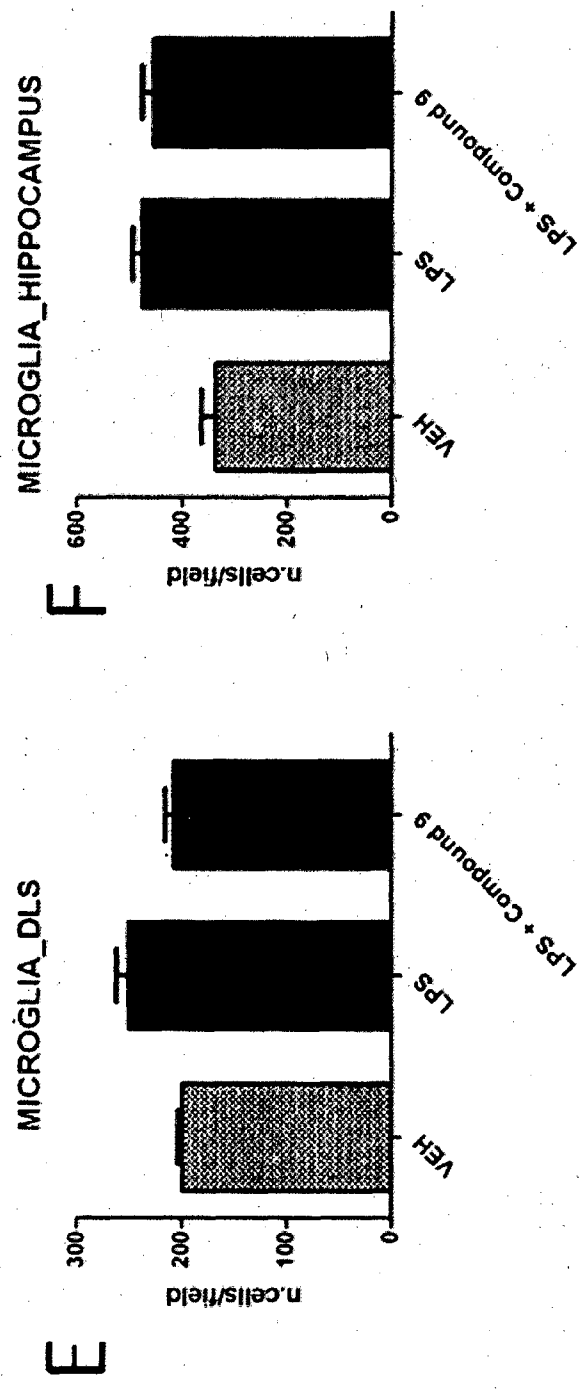 E
MICROGLIA_DLS
n.cells/field
300
200
100
0
VEH
LPS
LPS + Compound 9
F
MICROGLIA_HIPPOCAMPUS
n.cells/field
600
400
200
0
VEH
LPS
LPS + Compound 9